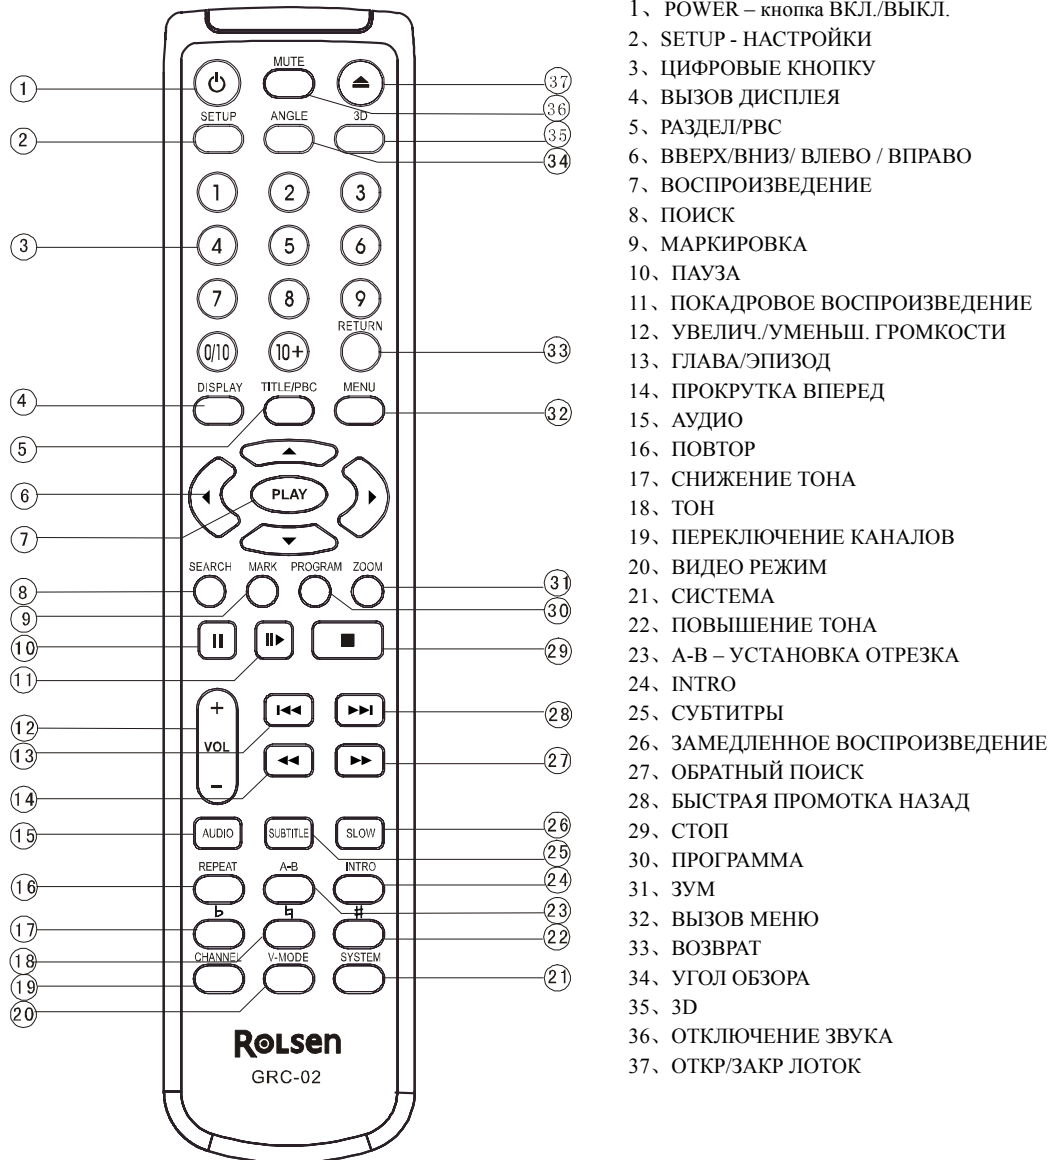 1、POWER – кнопка ВКЛ./ВЫКЛ.
2、SETUP - НАСТРОЙКИ
3、ЦИФРОВЫЕ КНОПКУ
4、ВЫЗОВ ДИСПЛЕЯ
5、РАЗДЕЛ/PBC
6、ВВЕРХ/ВНИЗ/ ВЛЕВО / ВПРАВО
7、ВОСПРОИЗВЕДЕНИЕ
8、ПОИСК
9、МАРКИРОВКА
10、ПАУЗА
11、ПОКАДРОВОЕ ВОСПРОИЗВЕДЕНИЕ
12、УВЕЛИЧ./УМЕНЬШ. ГРОМКОСТИ
13、ГЛАВА/ЭПИЗОД
14、ПРОКРУТКА ВПЕРЕД
15、АУДИО
16、ПОВТОР
17、СНИЖЕНИЕ ТОНА
18、ТОН
19、ПЕРЕКЛЮЧЕНИЕ КАНАЛОВ
20、ВИДЕО РЕЖИМ
21、СИСТЕМА
22、ПОВЫШЕНИЕ ТОНА
23、A-B – УСТАНОВКА ОТРЕЗКА
24、INTRO
25、СУБТИТРЫ
26、ЗАМЕДЛЕННОЕ ВОСПРОИЗВЕДЕНИЕ
27、ОБРАТНЫЙ ПОИСК
28、БЫСТРАЯ ПРОМОТКА НАЗАД
29、СТОП
30、ПРОГРАММА
31、ЗУМ
32、ВЫЗОВ МЕНЮ
33、ВОЗВРАТ
34、УГОЛ ОБЗОРА
35、3D
36、ОТКЛЮЧЕНИЕ ЗВУКА
37、ОТКР/ЗАКР ЛОТОК
MUTE
1 37
36
SETUP ANGLE 3D
2 35
34
1 2 3
3 4 5 6
7 8 9
RETURN
0/10 10+ 33
DISPLAY TITLE/PBC MENU
4 32
5
6 PLAY
7
SEARCH MARK PROGRAM ZOOM
8 31
9 30
10 29
11
+
12 VOL 28
13
− 27
14
15 AUDIO SUBTITLE SLOW 26
25
REPEAT A-B INTRO
16 24
♭ ♮ ♯ 23
17 22
18 CHANNEL V-MODE SYSTEM
19 21
20
ROLSEN
GRC-02